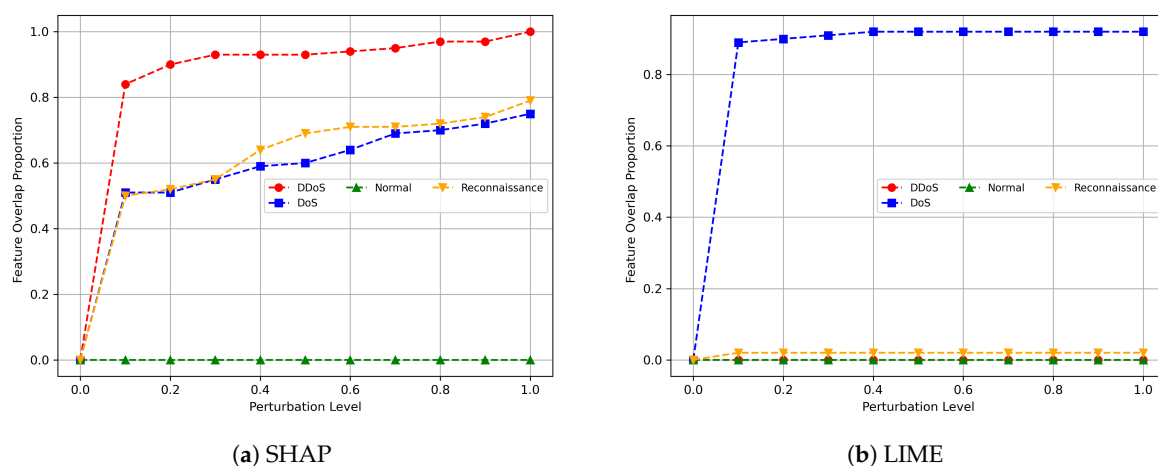 1.0
0.8
0.6
0.4
0.2
0.0
Feature Overlap Proportion
DDoS
DoS
Normal
Reconnaissance
0.0 0.2 0.4 0.6 0.8 1.0
Perturbation Level
(a) SHAP
0.8
0.6
0.4
0.2
0.0
Feature Overlap Proportion
DDoS
DoS
Normal
Reconnaissance
0.0 0.2 0.4 0.6 0.8 1.0
Perturbation Level
(b) LIME